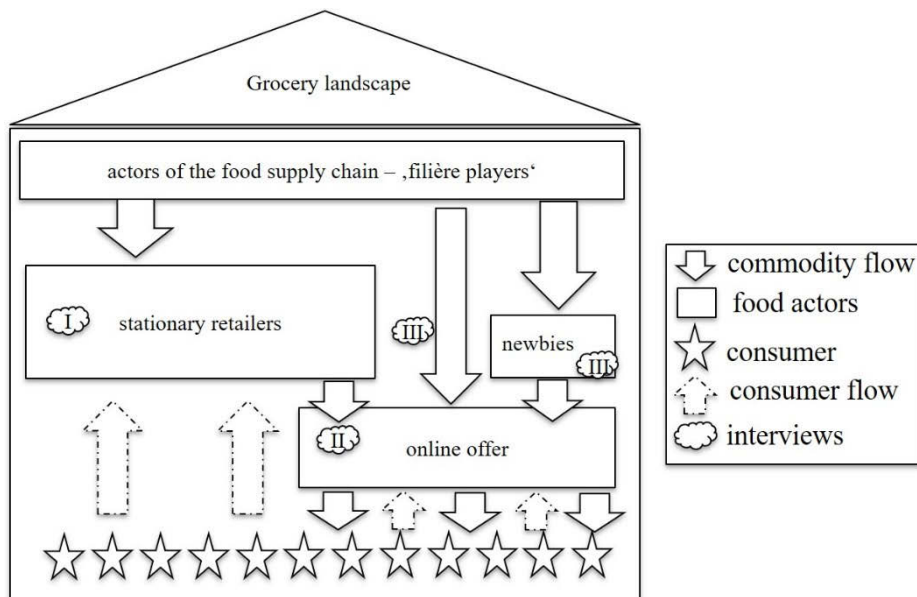 Grocery landscape
actors of the food supply chain – ‚filière players‘
I
stationary retailers
III
newbies
III
II
online offer
commodity flow
food actors
consumer
consumer flow
interviews